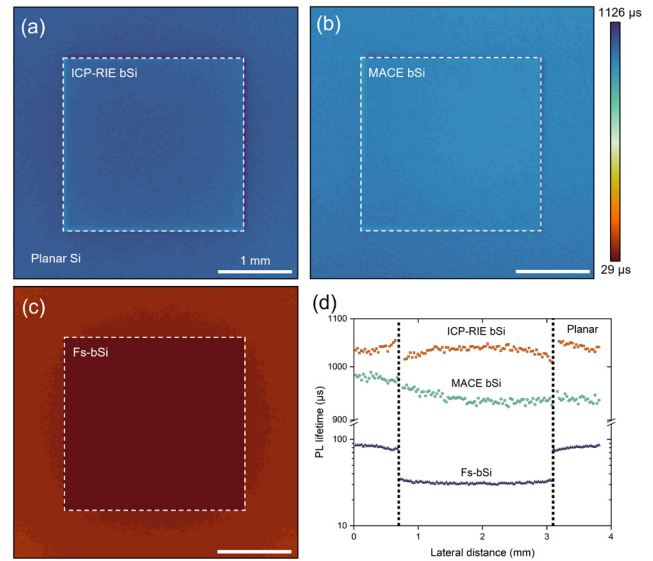 (a)
ICP-RIE bSi
Planar Si
1 mm
(b)
MACE bSi
1126 µs
29 µs
(c)
Fs-bSi
(d)
1100
1000
900
100
10
PL lifetime (µs)
ICP-RIE bSi
Planar
MACE bSi
Fs-bSi
0
1
2
3
4
Lateral distance (mm)